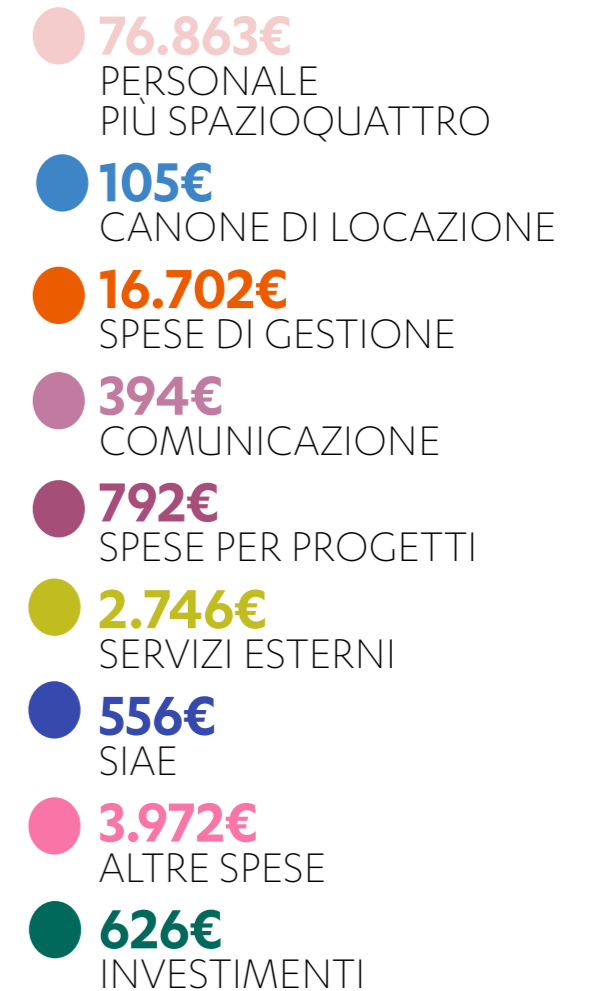 76.863€
PERSONALE
PIÙ SPAZIOQUATTRO
105€
CANONE DI LOCAZIONE
16.702€
SPESE DI GESTIONE
394€
COMUNICAZIONE
792€
SPESE PER PROGETTI
2.746€
SERVIZI ESTERNI
556€
SIAE
3.972€
ALTRE SPESE
626€
INVESTIMENTI